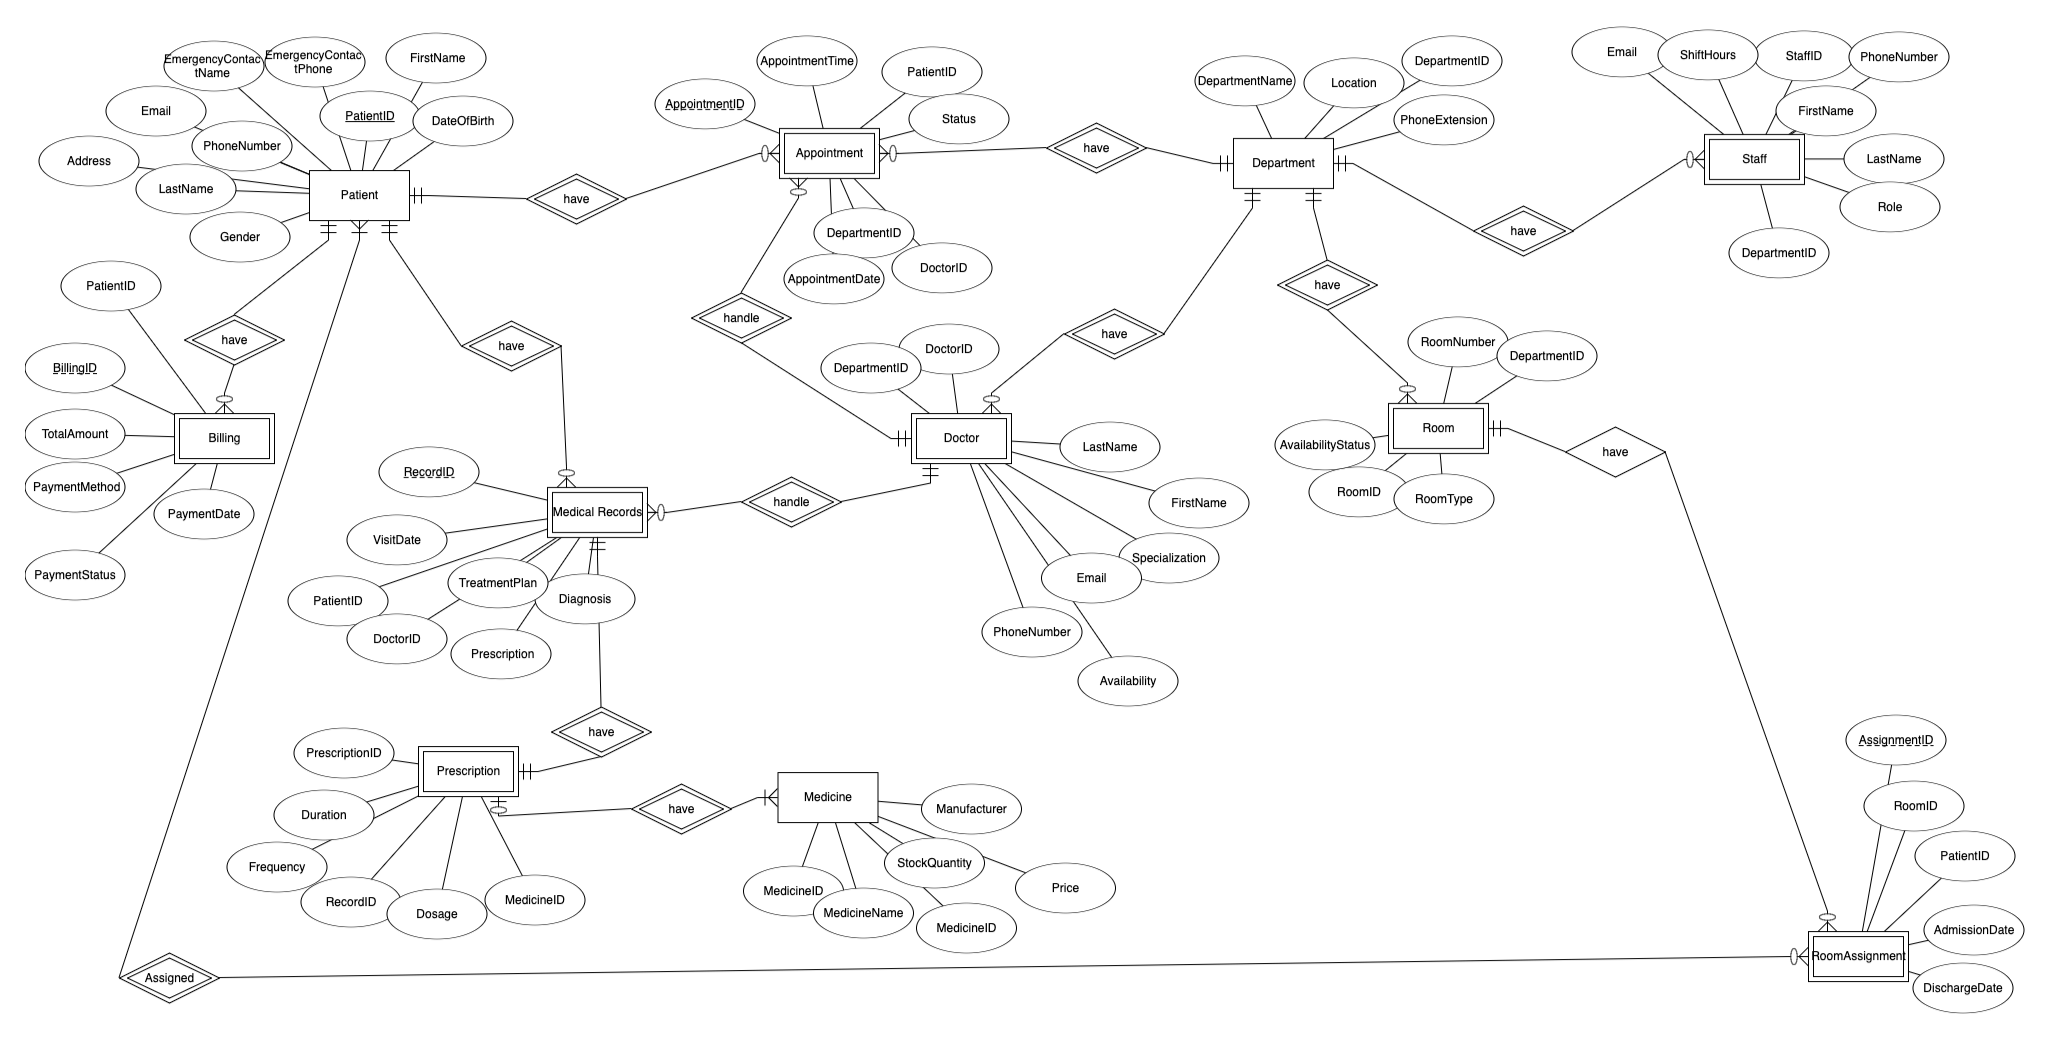 EmergencyContactName
EmergencyContactPhone
FirstName
Email
PatientID
DateOfBirth
PhoneNumber
Address
LastName
Gender
Patient
have
AppointmentTime
AppointmentID
PatientID
Status
Appointment
DepartmentID
AppointmentDate
DoctorID
have
DepartmentName
Location
DepartmentID
PhoneExtension
Department
have
Email
ShiftHours
StaffID
PhoneNumber
FirstName
Staff
LastName
Role
DepartmentID
PatientID
have
BillingID
TotalAmount
Billing
PaymentMethod
PaymentDate
PaymentStatus
have
handle
have
have
DoctorID
DepartmentID
Doctor
LastName
FirstName
Specialization
Email
PhoneNumber
Availability
RoomNumber
DepartmentID
AvailabilityStatus
Room
RoomID
RoomType
have
RecordID
Medical Records
handle
VisitDate
TreatmentPlan
Diagnosis
PatientID
DoctorID
Prescription
have
PrescriptionID
Prescription
Duration
Frequency
RecordID
Dosage
MedicineID
have
Medicine
Manufacturer
StockQuantity
Price
MedicineID
MedicineName
MedicineID
AssignmentID
RoomID
PatientID
AdmissionDate
RoomAssignment
DischargeDate
Assigned